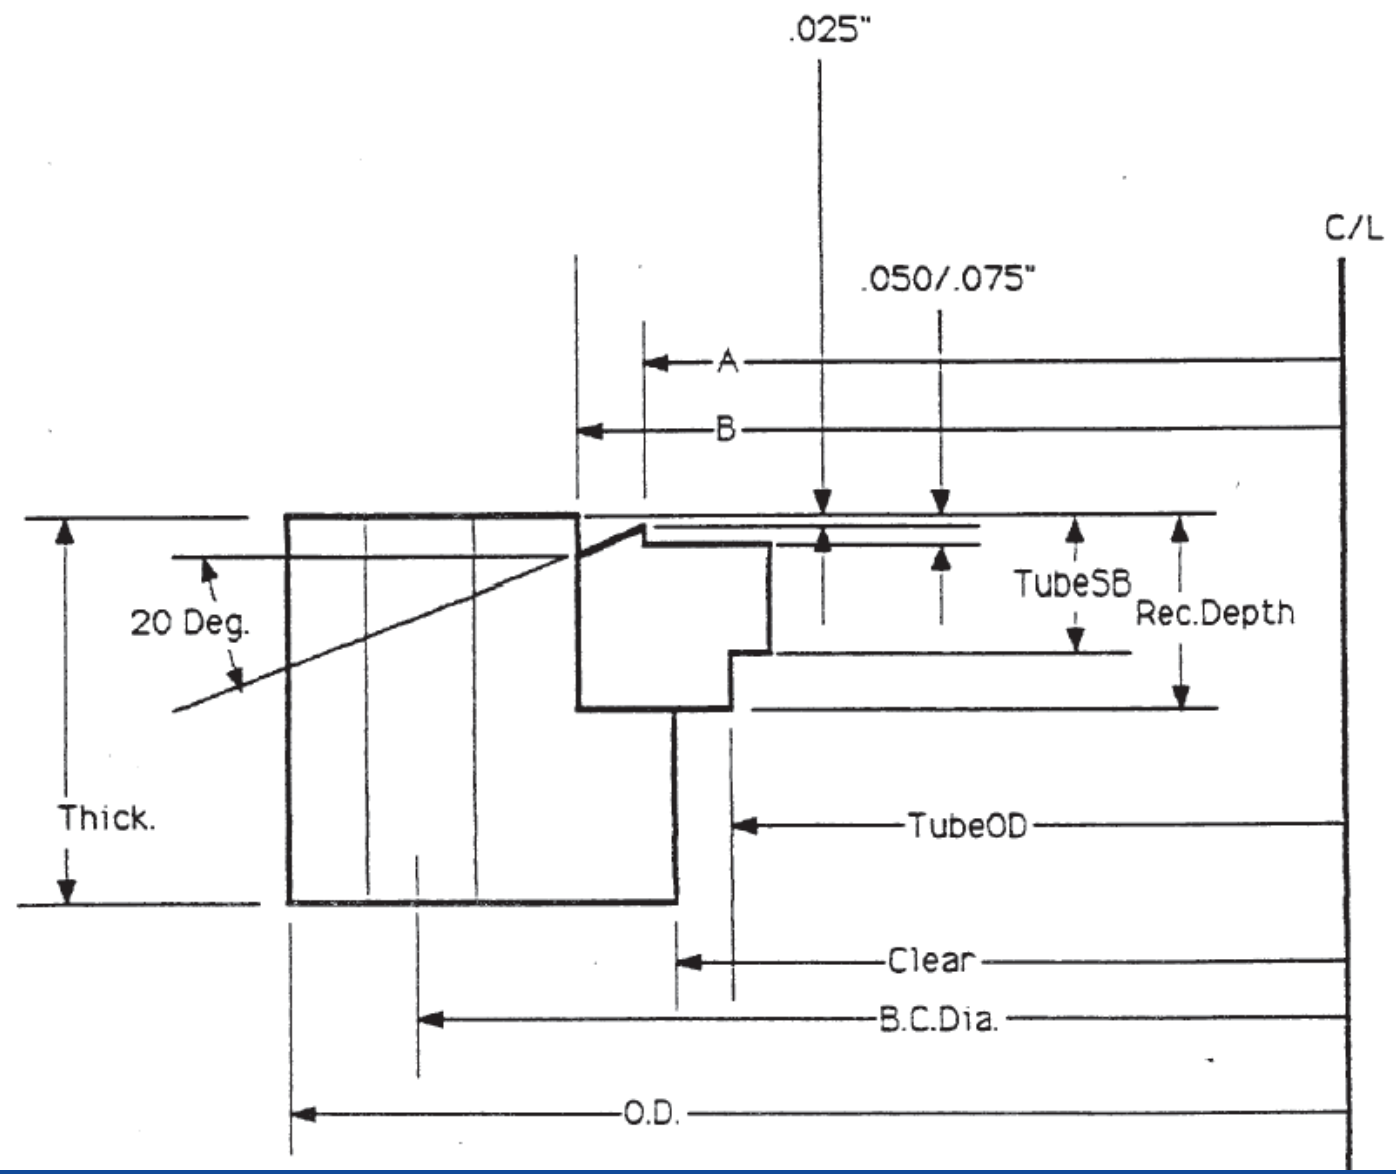 .025"
C/L
.050/.075"
A
B
TubeSB
Rec.Depth
20 Deg.
Thick.
TubeOD
Clear
B.C.Dia.
O.D.